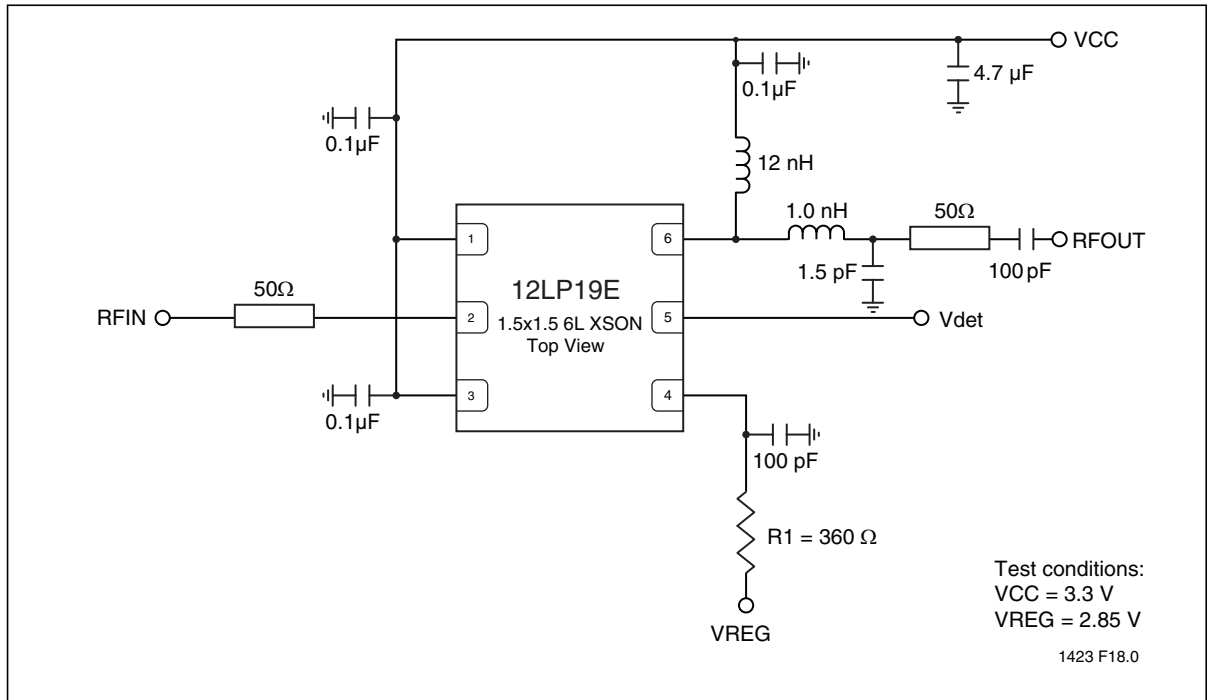 VCC
0.1µF
4.7 µF
0.1µF
12 nH
1.0 nH
50Ω
1
6
RFOUT
1.5 pF
100 pF
12LP19E
50Ω
RFIN
2
1.5x1.5 6L XSON
5
Vdet
Top View
3
4
0.1µF
100 pF
R1 = 360 Ω
Test conditions:
VCC = 3.3 V
VREG = 2.85 V
VREG
1423 F18.0